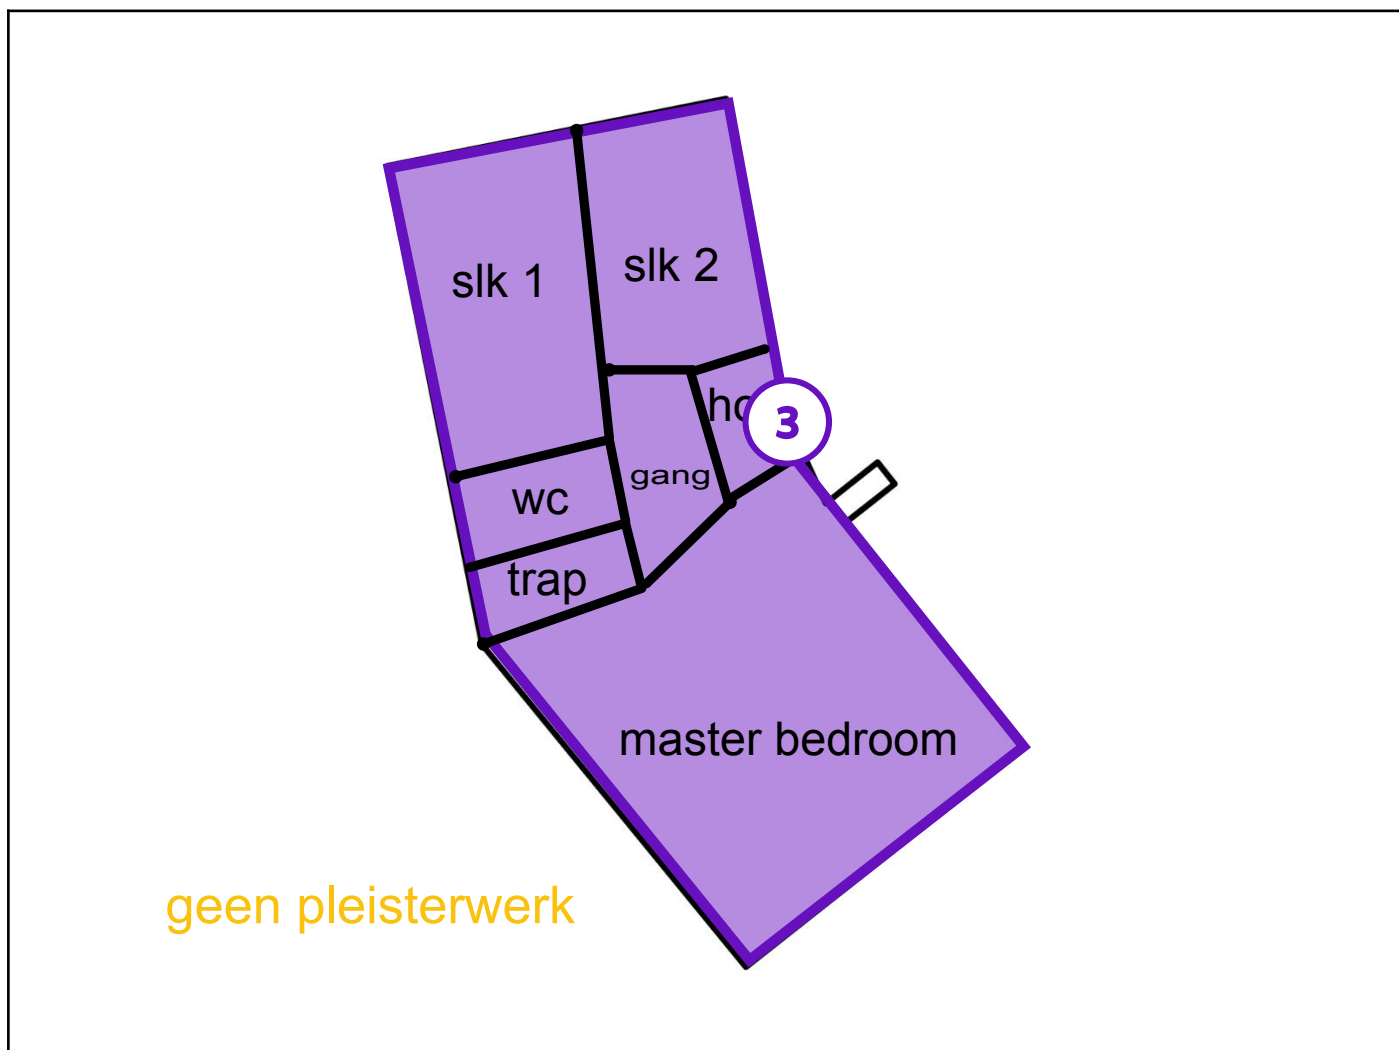 slk 1
slk 2
3
gang
wc
trap
master bedroom
geen pleisterwerk